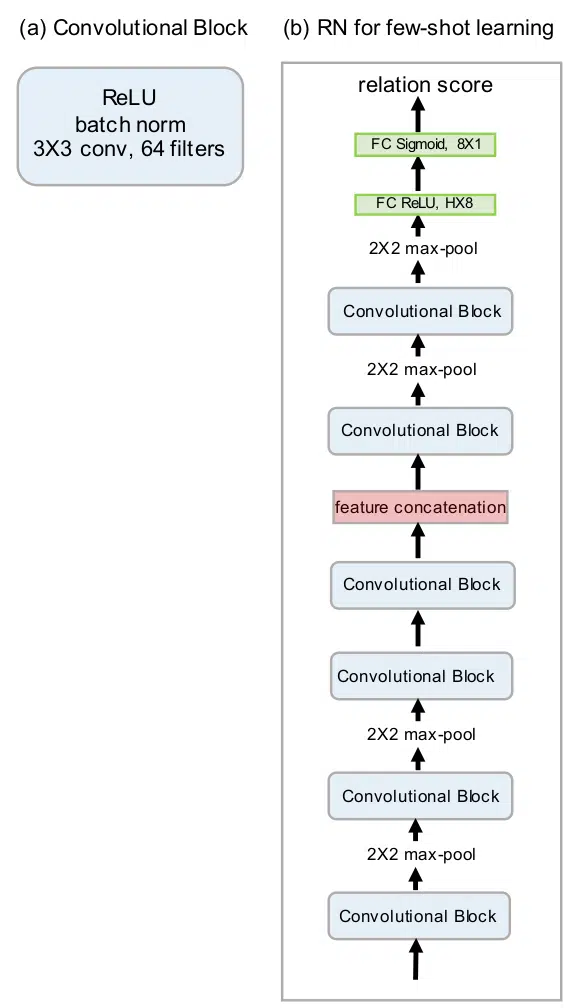 (a) Convolutional Block
ReLU
batch norm
3X3 conv, 64 filters
(b) RN for few-shot learning
relation score
FC Sigmoid, 8X1
FC ReLU, HX8
2X2 max-pool
Convolutional Block
2X2 max-pool
Convolutional Block
feature concatenation
Convolutional Block
Convolutional Block
2X2 max-pool
Convolutional Block
2X2 max-pool
Convolutional Block